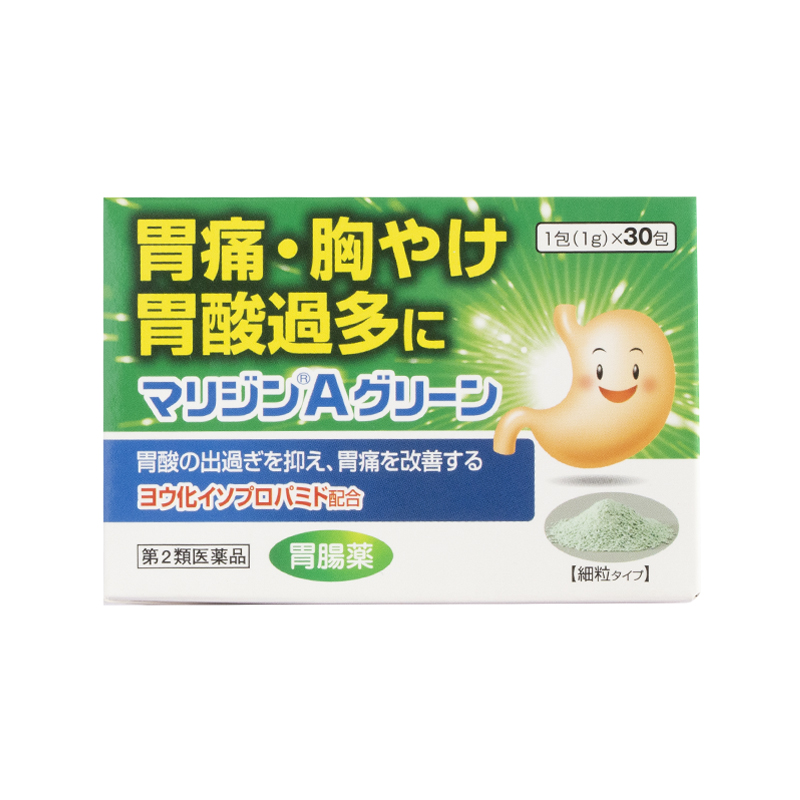 胃痛・胸やけ
胃酸過多に
1包(1g)×30包
マリジン®Aグリーン
胃酸の出過ぎを抑え、胃痛を改善する
ヨウ化イソプロパミド配合
第2類医薬品
胃腸薬
【細粒タイプ】